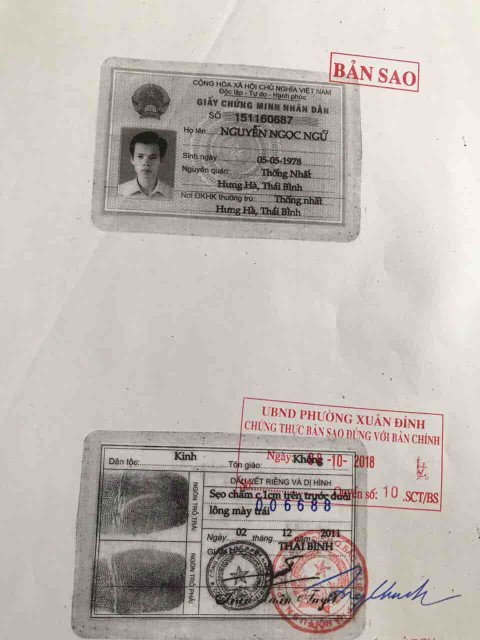 BẢN SAO
CỘNG HÒA XÃ HỘI CHỦ NGHĨA VIỆT NAM
Độc lập - Tự do - Hạnh phúc
GIẤY CHỨNG MINH NHÂN DÂN
SỐ 151160687
Họ tên: NGUYỄN NGỌC NGỮ
Sinh ngày 05-05-1978
Nguyên quán: Thống Nhất
Hưng Hà, Thái Bình
Nơi ĐKHK thường trú: Thống nhất
Hưng Hà, Thái Bình
UBND PHƯỜNG XUÂN ĐỈNH
CHỨNG THỰC BẢN SAO ĐÚNG VỚI BẢN CHÍNH
Ngày 08 -10- 2018
Quyển số: 10 .SCT/BS
006688
Dân tộc: Kinh Tôn giáo: Không
DẤU VẾT RIÊNG VÀ DỊ HÌNH
Sẹo chấm c.1cm trên trước đuôi
lông mày trái
NGÓN TRỎ TRÁI
NGÓN TRỎ PHẢI
Ngày 02 tháng 12 năm 2011
THÁI BÌNH